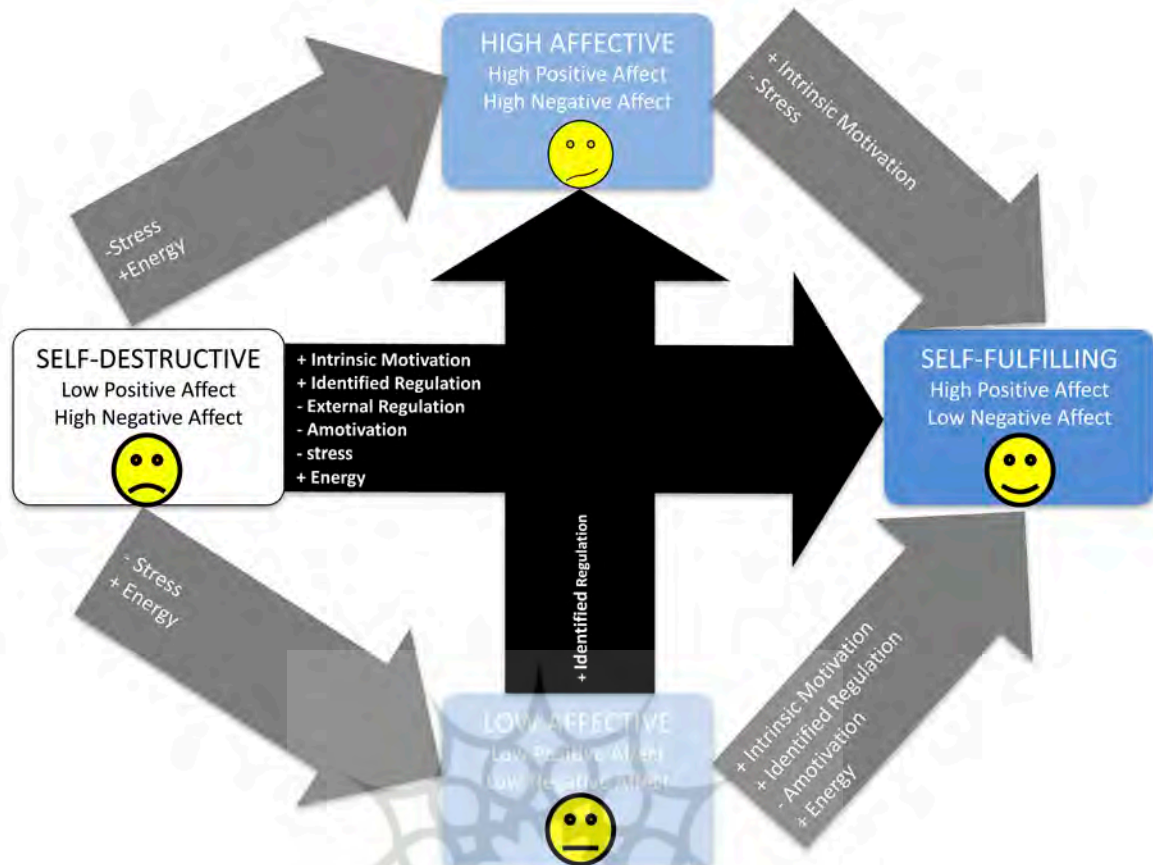 HIGH AFFECTIVE
High Positive Affect
High Negative Affect
+ Intrinsic Motivation
- Stress
-Stress
+Energy
SELF-DESTRUCTIVE
Low Positive Affect
High Negative Affect
+ Intrinsic Motivation
+ Identified Regulation
- External Regulation
- Amotivation
- stress
+ Energy
SELF-FULFILLING
High Positive Affect
Low Negative Affect
- Stress
+ Energy
+ Identified Regulation
LOW AFFECTIVE
Low Positive Affect
Low Negative Affect
+ Intrinsic Motivation
+ Identified Regulation
- Amotivation
+ Energy